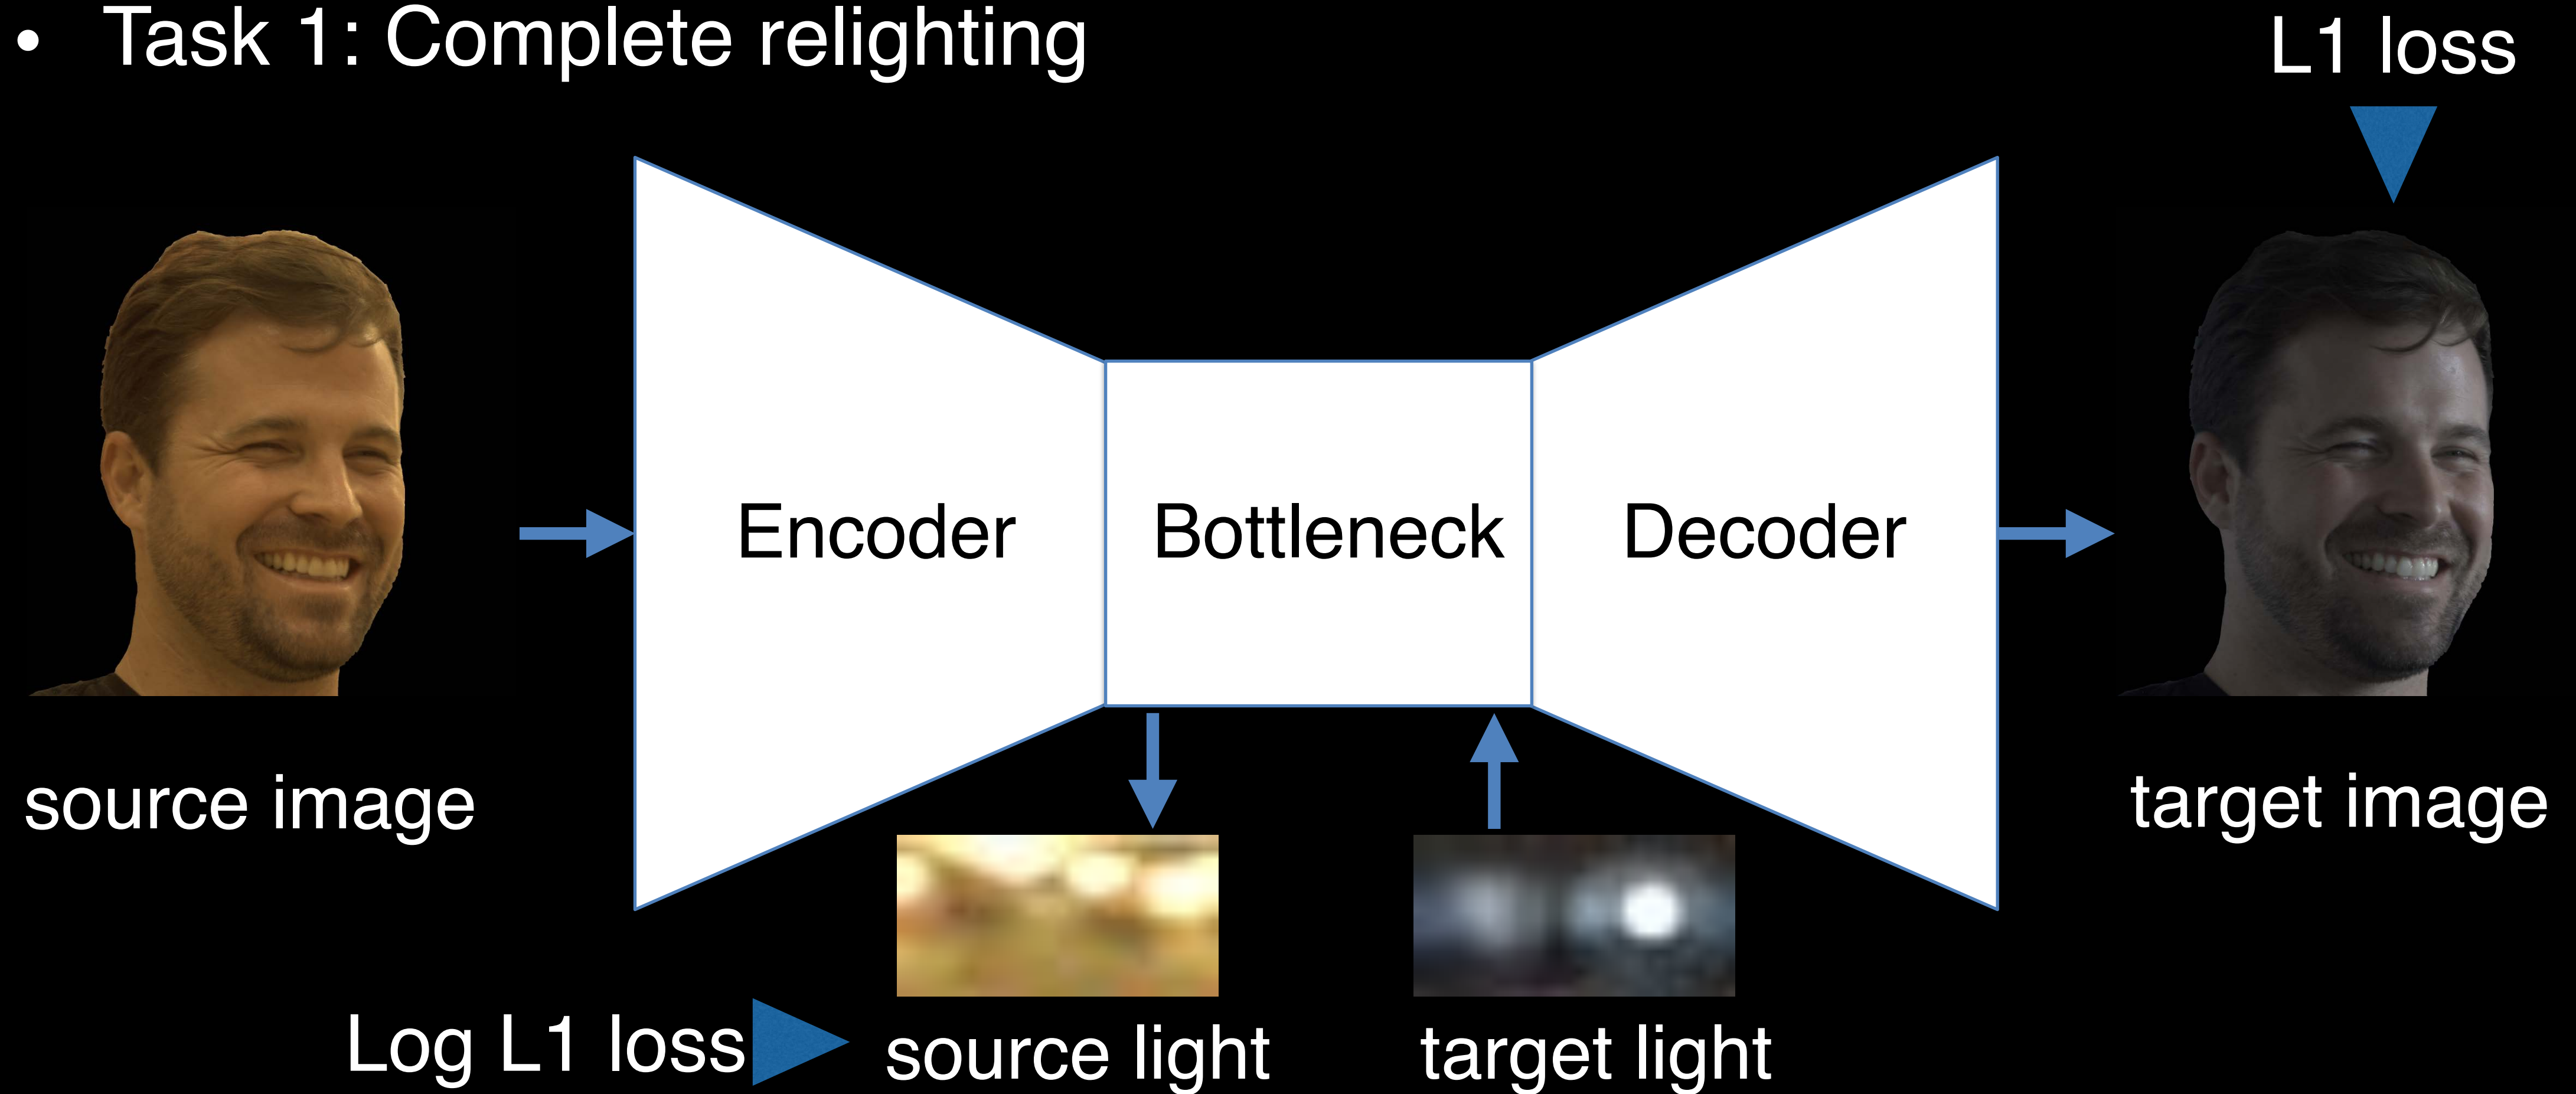 • Task 1: Complete relighting
L1 loss
Encoder
Bottleneck
Decoder
source image
target image
Log L1 loss
source light
target light